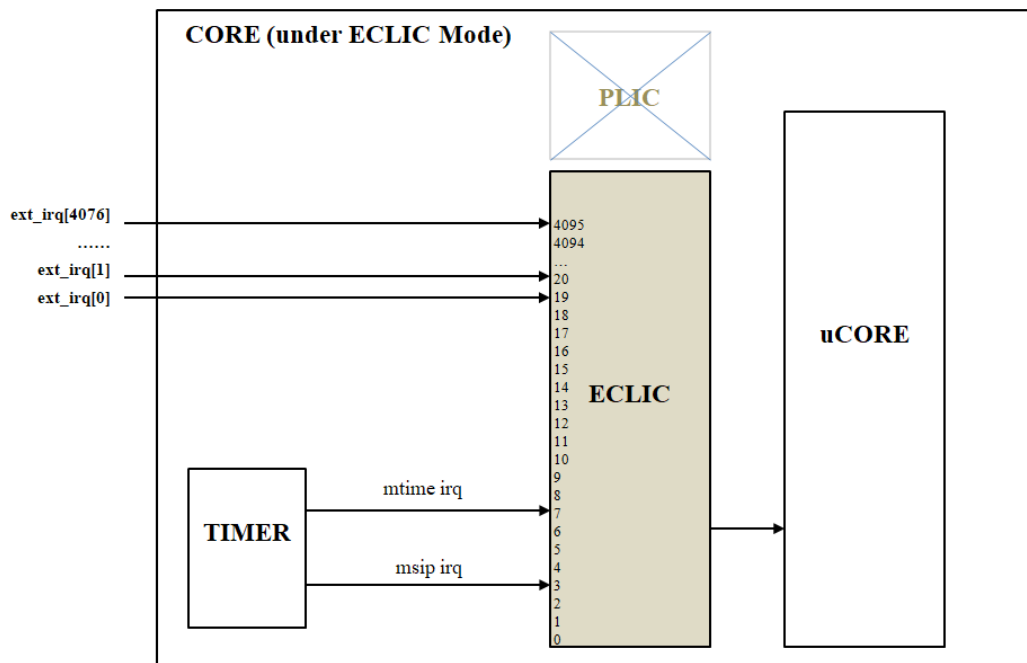 CORE (under ECLIC Mode)
PLIC
ext_irq[4076]
……
ext_irq[1]
ext_irq[0]
4095
4094
…
20
19
18
17
16
15
14
13
12
11
10
9
8
7
6
5
4
3
2
1
0
ECLIC
uCORE
TIMER
mtime irq
msip irq